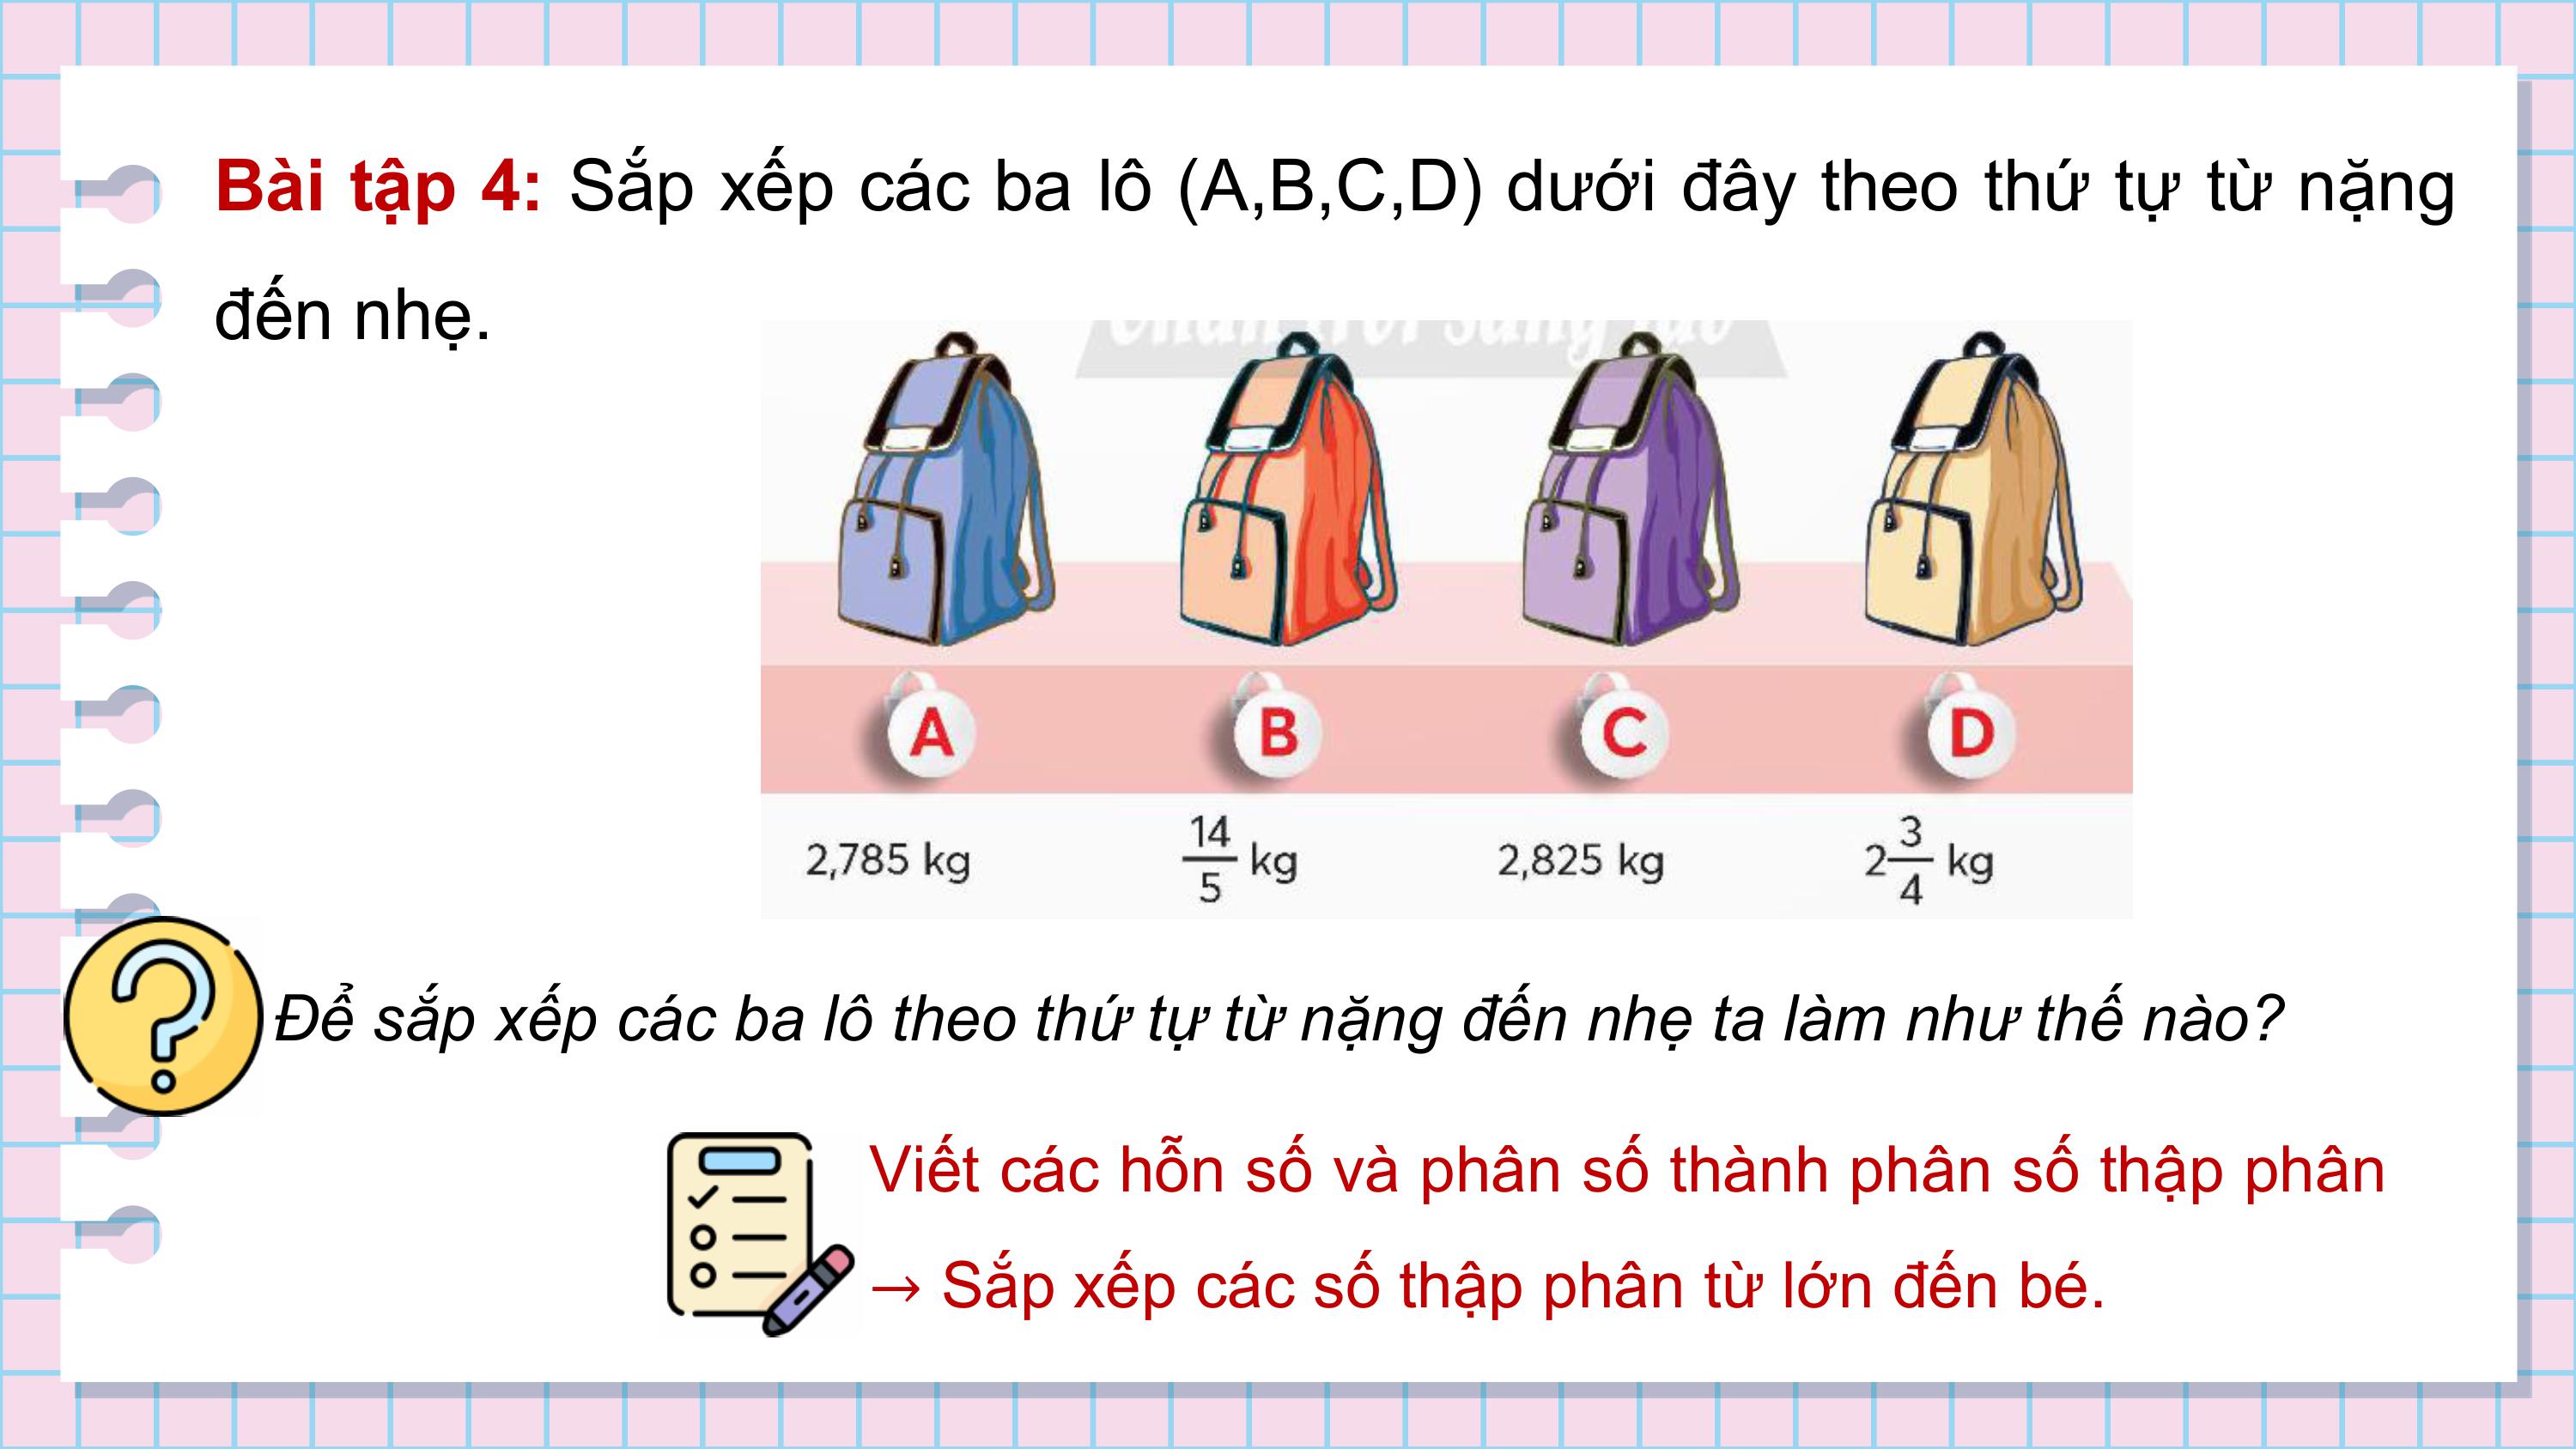 Bài tập 4: Sắp xếp các ba lô (A,B,C,D) dưới đây theo thứ tự từ nặng
đến nhẹ.
A B C D
2,785 kg 14/5 kg 2,825 kg 2 3/4 kg
Để sắp xếp các ba lô theo thứ tự từ nặng đến nhẹ ta làm như thế nào?
Viết các hỗn số và phân số thành phân số thập phân
→ Sắp xếp các số thập phân từ lớn đến bé.